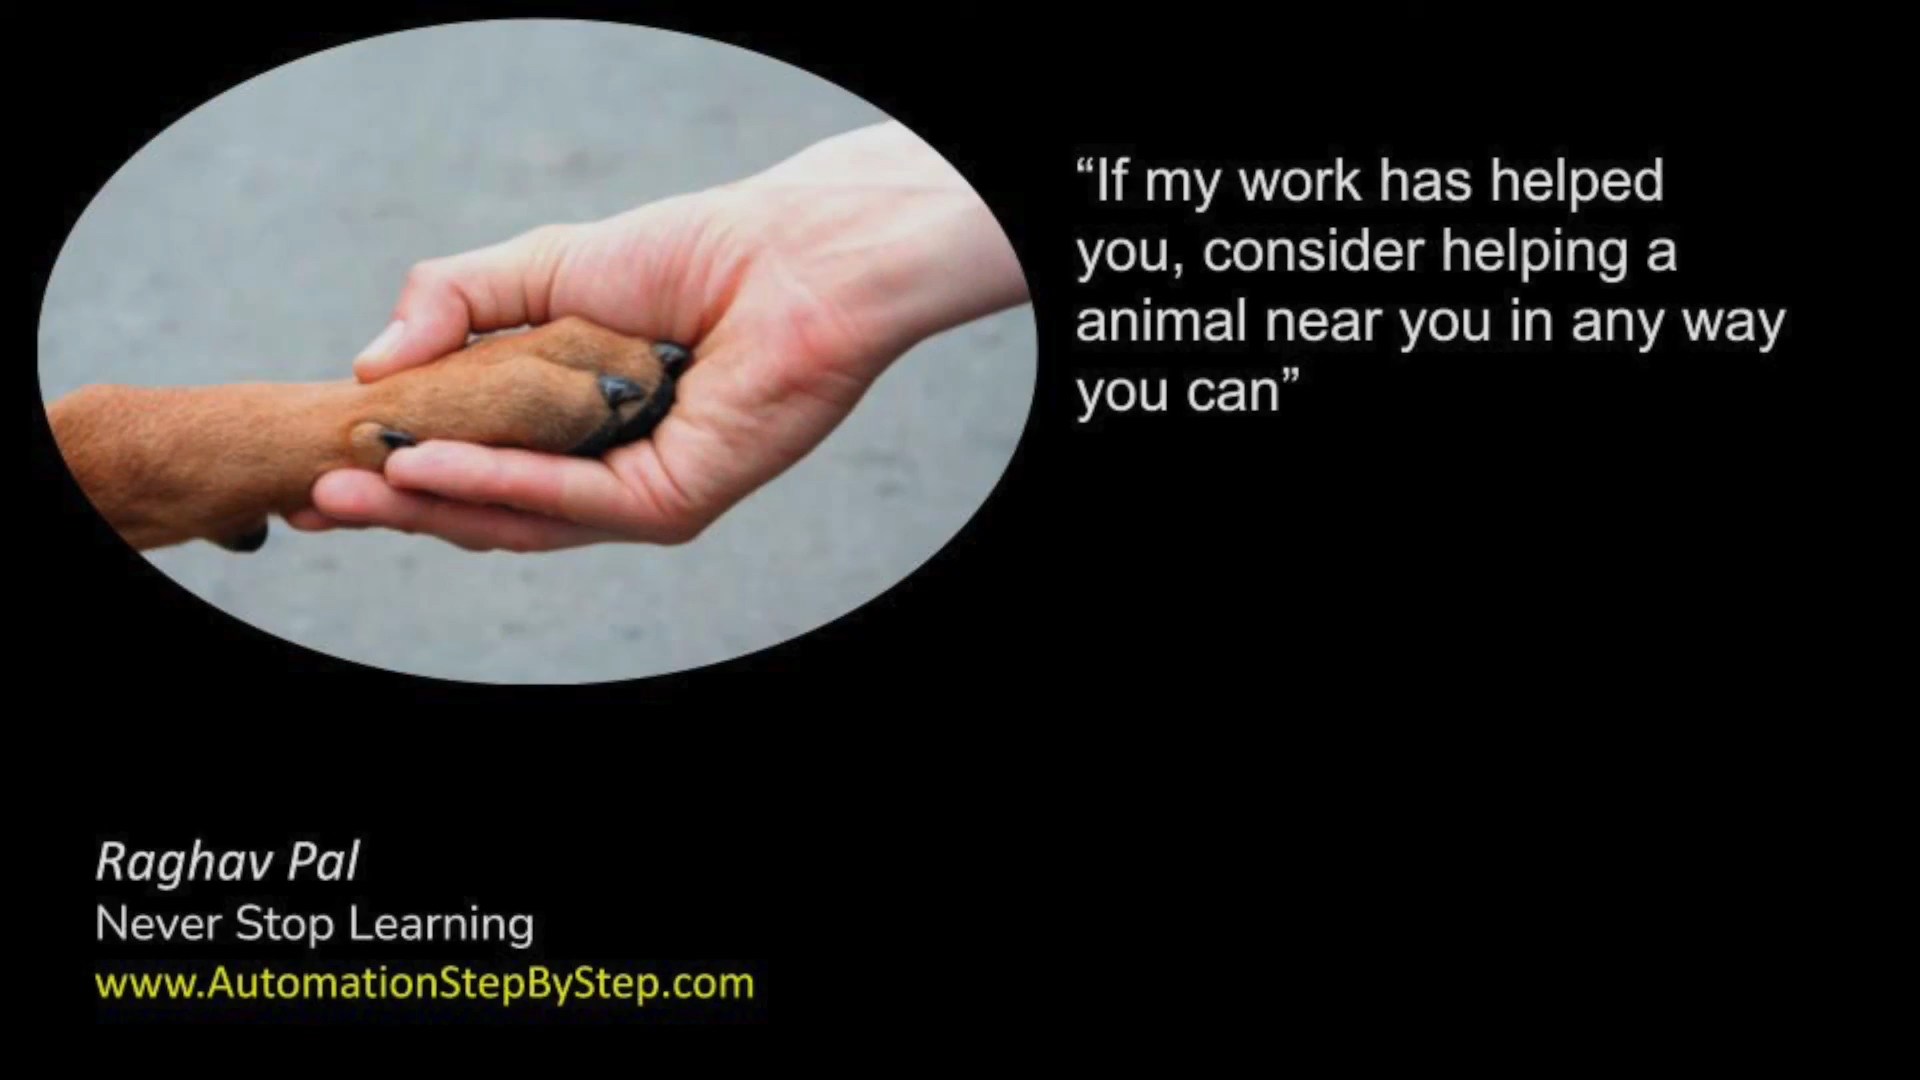 “If my work has helped
you, consider helping a
animal near you in any way
you can”
Raghav Pal
Never Stop Learning
www.AutomationStepByStep.com